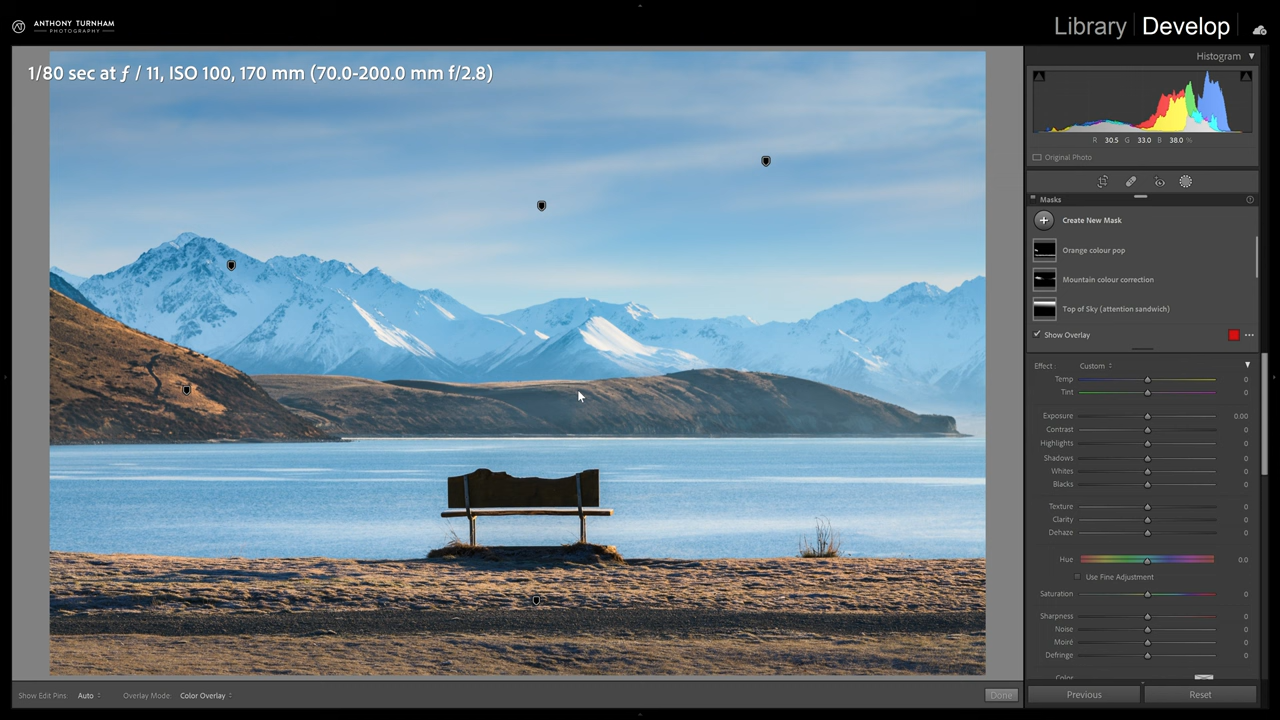 ANTHONY TURNHAM
PHOTOGRAPHY
Library
Develop
1/80 sec at ƒ / 11, ISO 100, 170 mm (70.0-200.0 mm f/2.8)
Histogram
R 30.5 G 33.0 B 38.0 %
Original Photo
Masks
Create New Mask
Orange colour pop
Mountain colour correction
Top of Sky (attention sandwich)
Show Overlay
Effect : Custom
Temp 0
Tint 0
Exposure 0.00
Contrast 0
Highlights 0
Shadows 0
Whites 0
Blacks 0
Texture 0
Clarity 0
Dehaze 0
Hue 0.0
Use Fine Adjustment
Saturation 0
Sharpness 0
Noise 0
Moiré 0
Defringe 0
Color
Show Edit Pins: Auto Overlay Mode: Color Overlay
Done
Previous
Reset